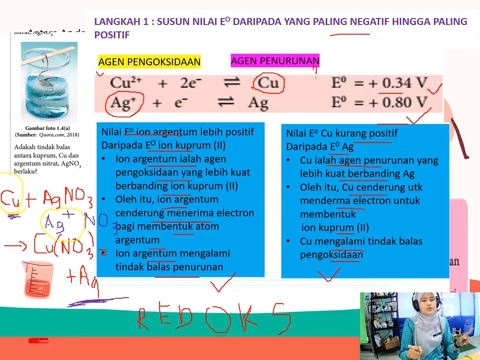 LANGKAH 1 : SUSUN NILAI E⁰ DARIPADA YANG PALING NEGATIF HINGGA PALING
POSITIF
AGEN PENGOKSIDAAN
AGEN PENURUNAN
Cu²⁺ + 2e⁻ ⇌ Cu E⁰ = + 0.34 V
Ag⁺ + e⁻ ⇌ Ag E⁰ = + 0.80 V
Gambar foto 1.4(a)
(Sumber: Quora.com, 2018)
Adakah tindak balas
antara kuprum, Cu dan
argentum nitrat, AgNO₃
berlaku?
Cu + AgNO₃
Ag⁺ NO₃
→ Cu(NO₃)
+ Ag
Nilai E⁰ ion argentum lebih positif
Daripada E⁰ ion kuprum (II)
• Ion argentum ialah agen
pengoksidaan yang lebih kuat
berbanding ion kuprum (II)
• Oleh itu, ion argentum
cenderung menerima electron
bagi membentuk atom
argentum
• Ion argentum mengalami
tindak balas penurunan
Nilai E⁰ Cu kurang positif
Daripada E⁰ Ag
• Cu ialah agen penurunan yang
lebih kuat berbanding Ag
• Oleh itu, Cu cenderung utk
menderma electron untuk
membentuk
ion kuprum (II)
• Cu mengalami tindak balas
pengoksidaan
REDOKS